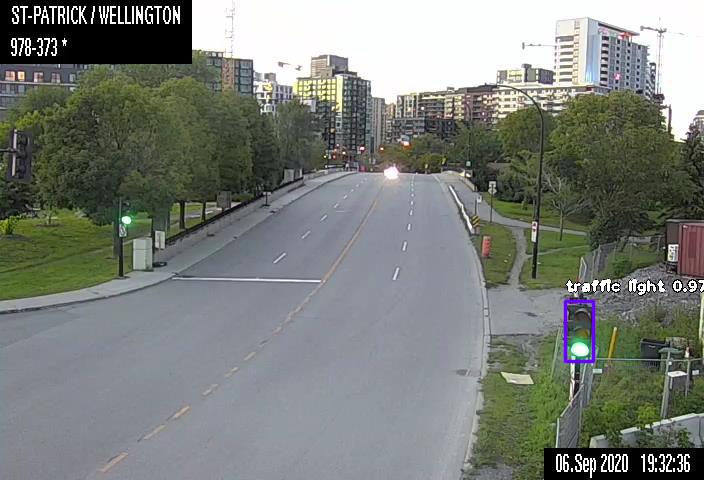 ST-PATRICK / WELLINGTON
978-373 *
traffic light 0.97
06.Sep 2020 19:32:36